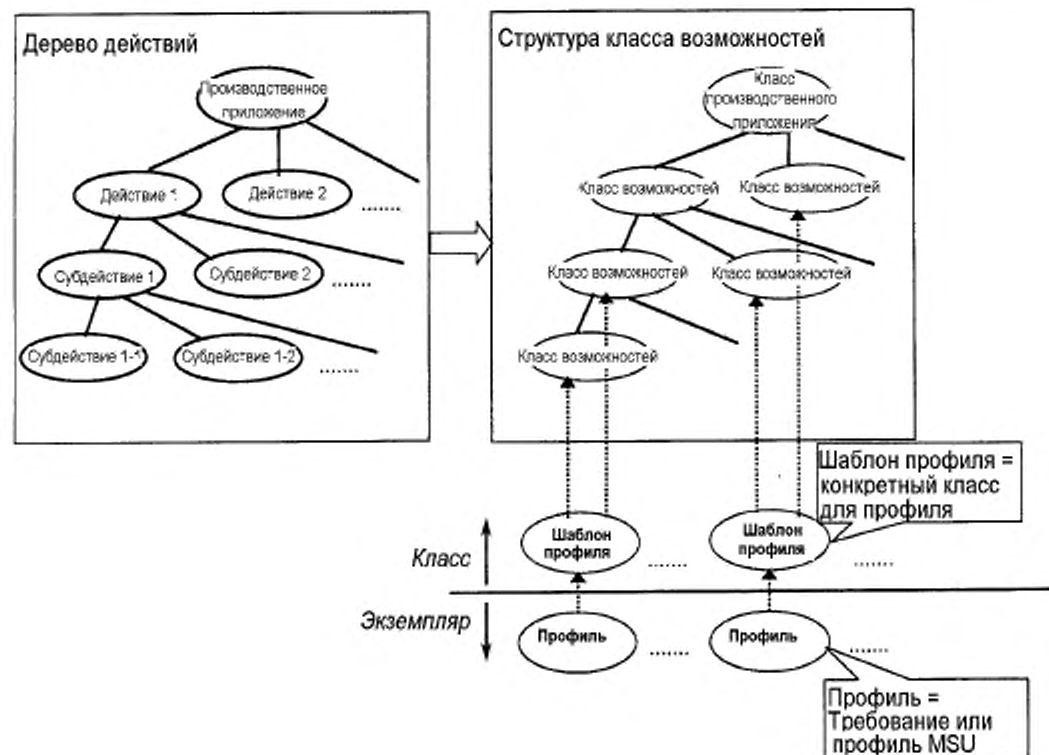 Дерево действий
Производственное
приложение
Действие 1
Действие 2
........
Субдействие 1
Субдействие 2
........
Субдействие 1-1
Субдействие 1-2
........
Структура класса возможностей
Класс
производственного
приложения
Класс возможностей
Класс возможностей
Класс возможностей
Класс возможностей
Класс возможностей
Шаблон профиля =
конкретный класс
для профиля
Класс
Шаблон
профиля
........
Шаблон
профиля
........
Экземпляр
Профиль
........
Профиль
........
Профиль =
Требование или
профиль MSU